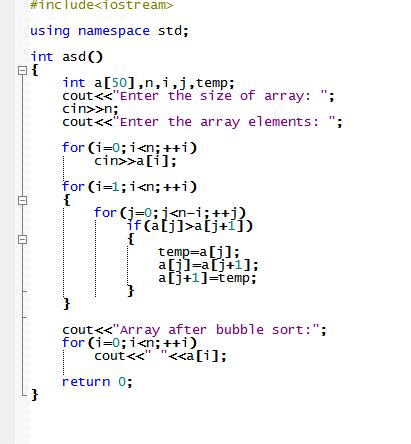 #include<iostream>
using namespace std;
int asd()
{
int a[50],n,i,j,temp;
cout<<"Enter the size of array: ";
cin>>n;
cout<<"Enter the array elements: ";
for(i=0;i<n;++i)
cin>>a[i];
for(i=1;i<n;++i)
{
for(j=0;j<n-i;++j)
if(a[j]>a[j+1])
{
temp=a[j];
a[j]=a[j+1];
a[j+1]=temp;
}
}
cout<<"Array after bubble sort:";
for(i=0;i<n;++i)
cout<<" "<<a[i];
return 0;
}